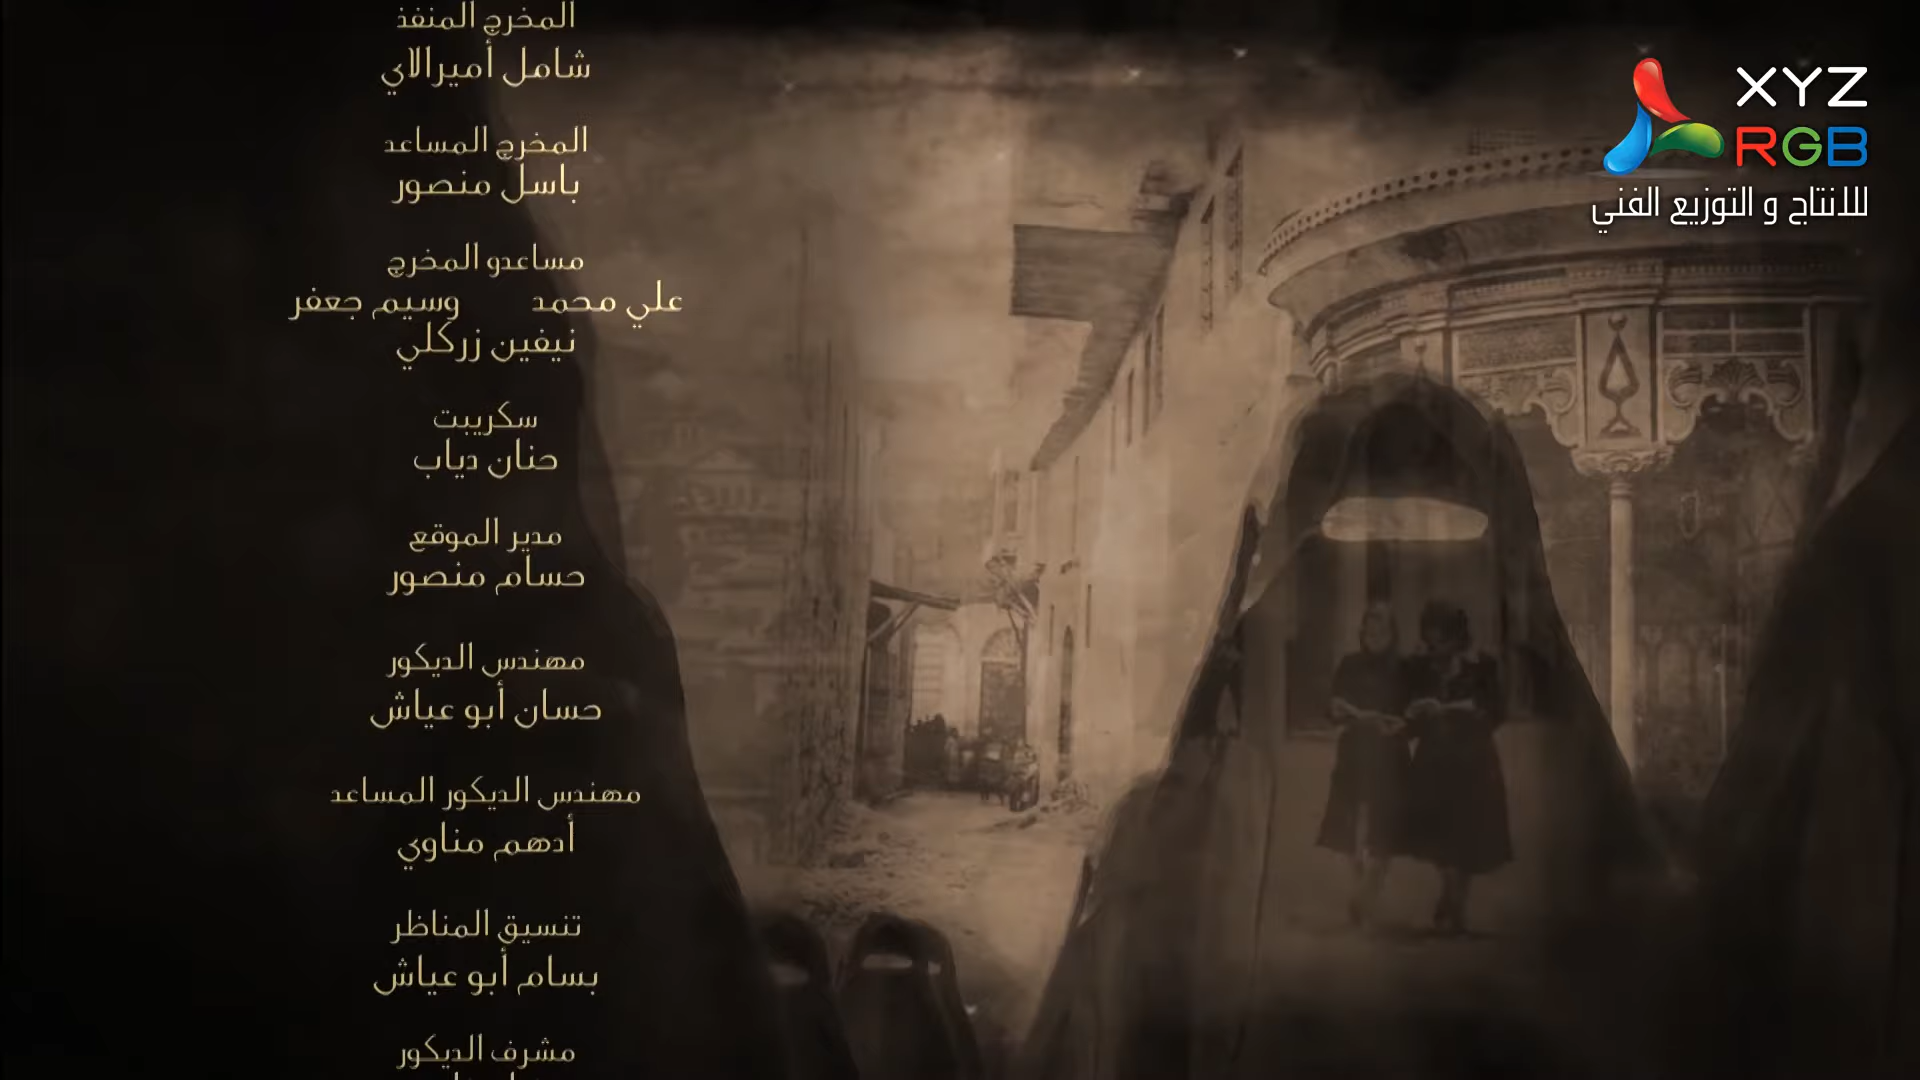 المخرج المنفذ
شامل أميرالاي
المخرج المساعد
باسل منصور
مساعدو المخرج
علي محمد وسيم جعفر
نيفين زركلي
سكريبت
حنان دياب
مدير الموقع
حسام منصور
مهندس الديكور
حسان أبو عياش
مهندس الديكور المساعد
أدهم مناوي
تنسيق المناظر
بسام أبو عياش
مشرف الديكور
XYZ
RGB
للانتاج و التوزيع الفني